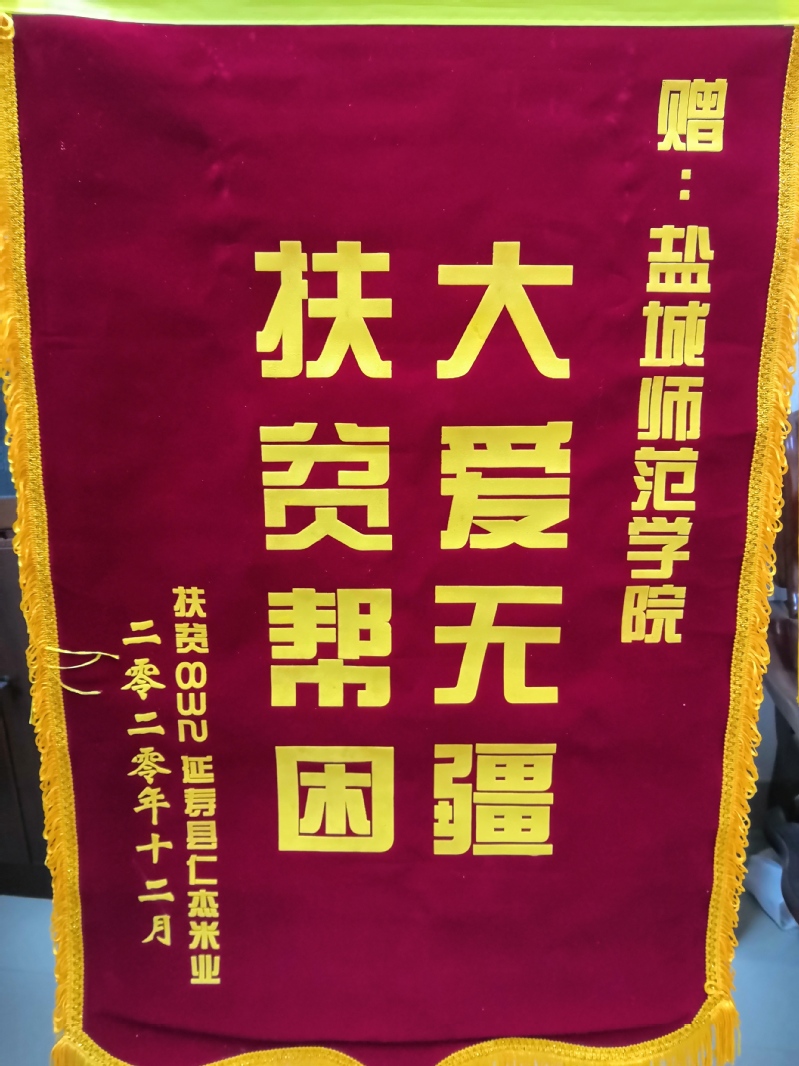 赠：盐城师范学院
大爱无疆
扶贫帮困
扶贫832延寿县仁杰米业
二零二零年十二月